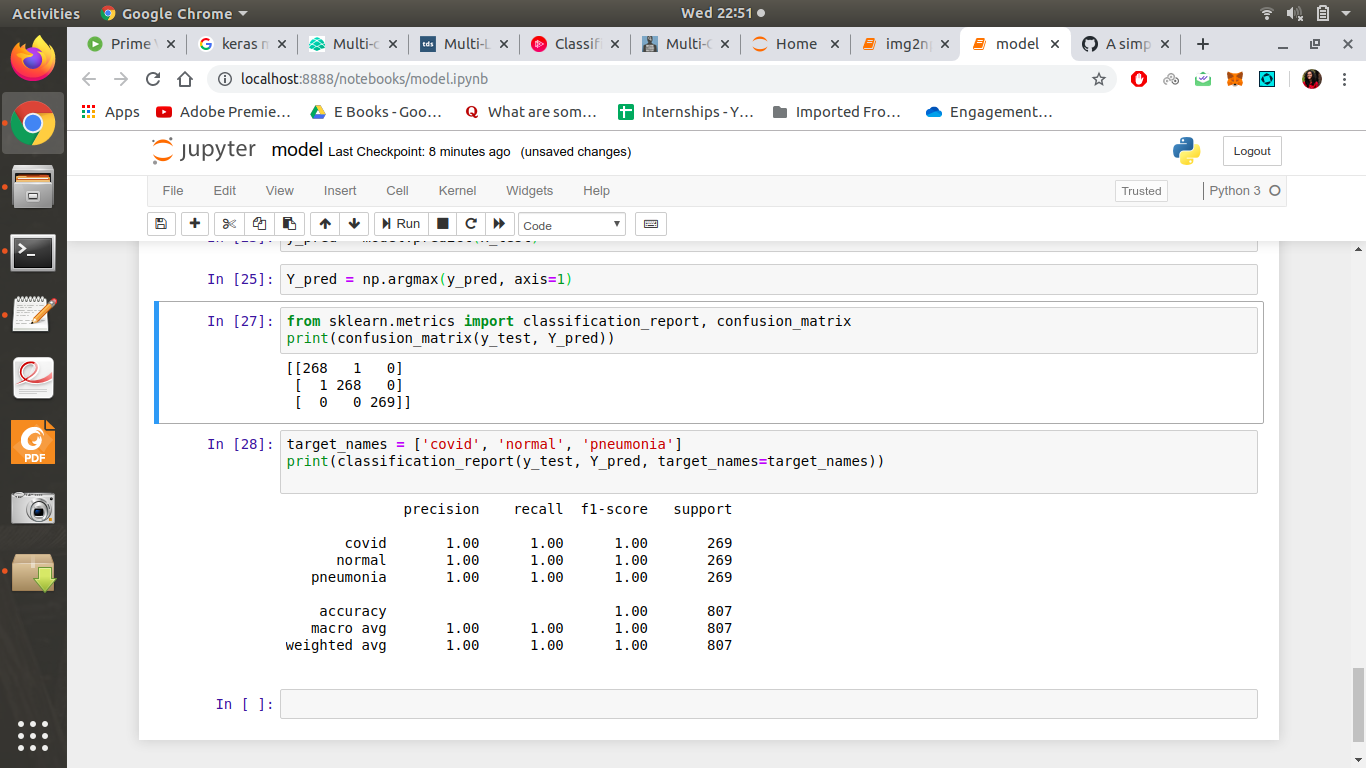 Activities Google Chrome Wed 22:51
Prime keras m Multi-c Multi-L Classif Multi-C Home img2n model A simp
localhost:8888/notebooks/model.ipynb
Apps Adobe Premie... E Books - Goo... What are som... Internships - Y... Imported Fro... Engagement...
jupyter model Last Checkpoint: 8 minutes ago (unsaved changes) Logout
File Edit View Insert Cell Kernel Widgets Help Trusted Python 3
Run Code
In [25]: Y_pred = np.argmax(y_pred, axis=1)
In [27]: from sklearn.metrics import classification_report, confusion_matrix
print(confusion_matrix(y_test, Y_pred))
[[268   1   0]
 [  1 268   0]
 [  0   0 269]]
In [28]: target_names = ['covid', 'normal', 'pneumonia']
print(classification_report(y_test, Y_pred, target_names=target_names))
precision recall f1-score support
covid 1.00 1.00 1.00 269
normal 1.00 1.00 1.00 269
pneumonia 1.00 1.00 1.00 269
accuracy 1.00 807
macro avg 1.00 1.00 1.00 807
weighted avg 1.00 1.00 1.00 807
In [ ]:
PDF